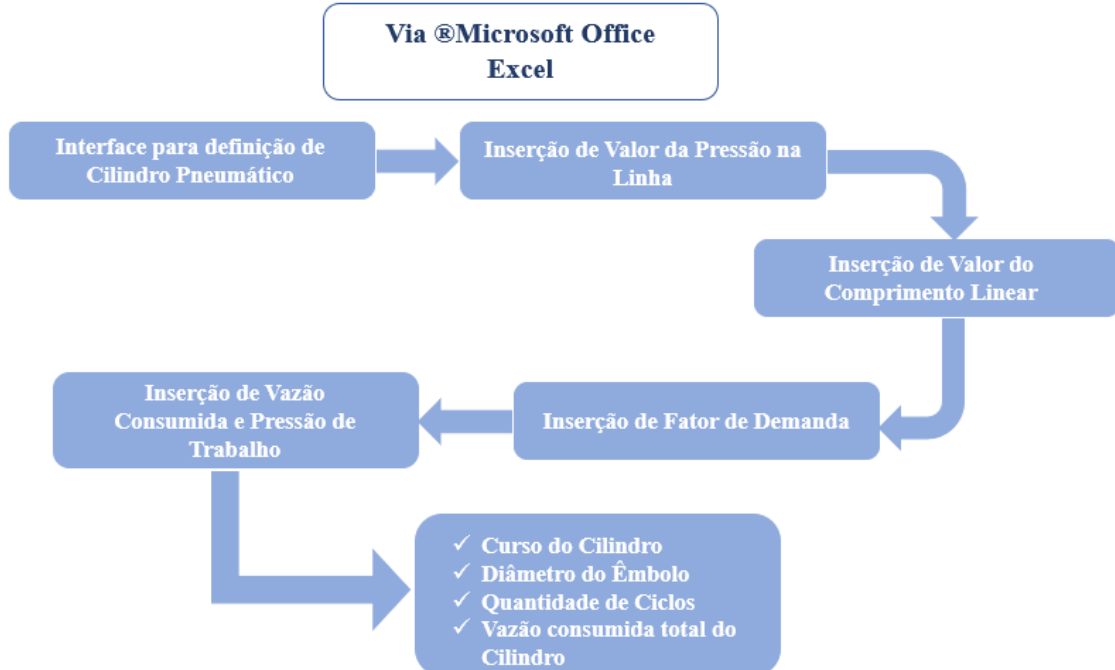 Via ®Microsoft Office
Excel
Interface para definição de
Cilindro Pneumático
Inserção de Valor da Pressão na
Linha
Inserção de Valor do
Comprimento Linear
Inserção de Fator de Demanda
Inserção de Vazão
Consumida e Pressão de
Trabalho
✓ Curso do Cilindro
✓ Diâmetro do Êmbolo
✓ Quantidade de Ciclos
✓ Vazão consumida total do
Cilindro